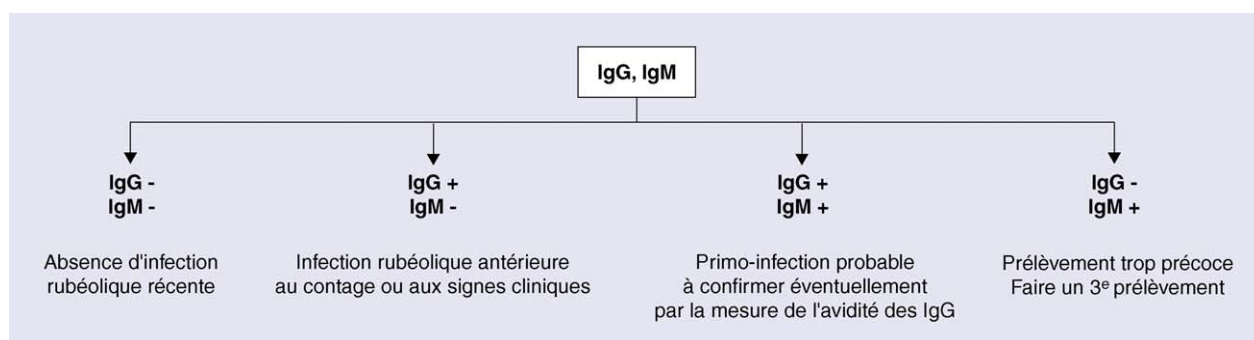 IgG, IgM
IgG -
IgM -
Absence d'infection
rubéolique récente
IgG +
IgM -
Infection rubéolique antérieure
au contage ou aux signes cliniques
IgG +
IgM +
Primo-infection probable
à confirmer éventuellement
par la mesure de l'avidité des IgG
IgG -
IgM +
Prélèvement trop précoce
Faire un 3e prélèvement